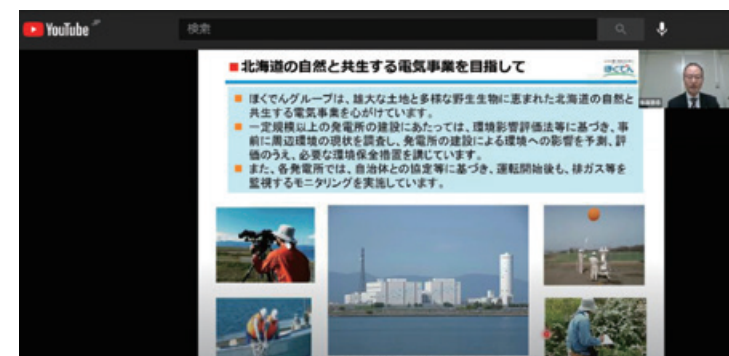 YouTube JP
検索
■北海道の自然と共生する電気事業を目指して
ほくでん
■ ほくでんグループは、雄大な土地と多様な野生生物に恵まれた北海道の自然と
共生する電気事業を心がけています。
■ 一定規模以上の発電所の建設にあたっては、環境影響評価法等に基づき、事
前に周辺環境の現状を調査し、発電所の建設による環境への影響を予測、評
価のうえ、必要な環境保全措置を講じています。
■ また、各発電所では、自治体との協定等に基づき、運転開始後も、排ガス等を
監視するモニタリングを実施しています。